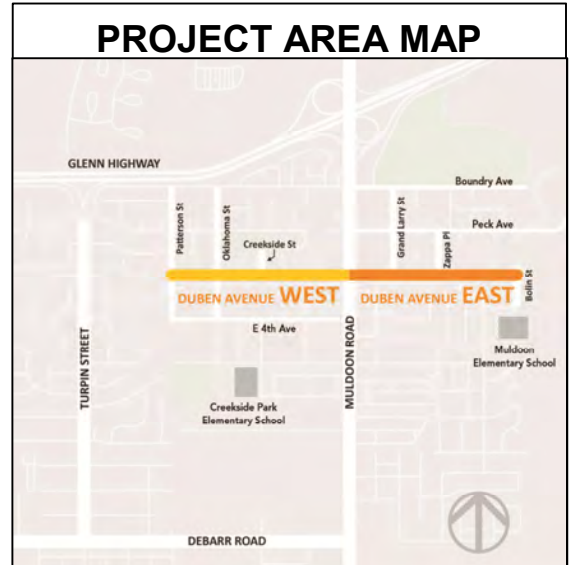 PROJECT AREA MAP
GLENN HIGHWAY
Boundry Ave
Patterson St
Oklahoma St
Grand Larry St
Peck Ave
Zappa Pl
Creekside St
Bolin St
DUBEN AVENUE WEST
DUBEN AVENUE EAST
E 4th Ave
TURPIN STREET
MULDOON ROAD
Muldoon
Elementary School
Creekside Park
Elementary School
DEBARR ROAD